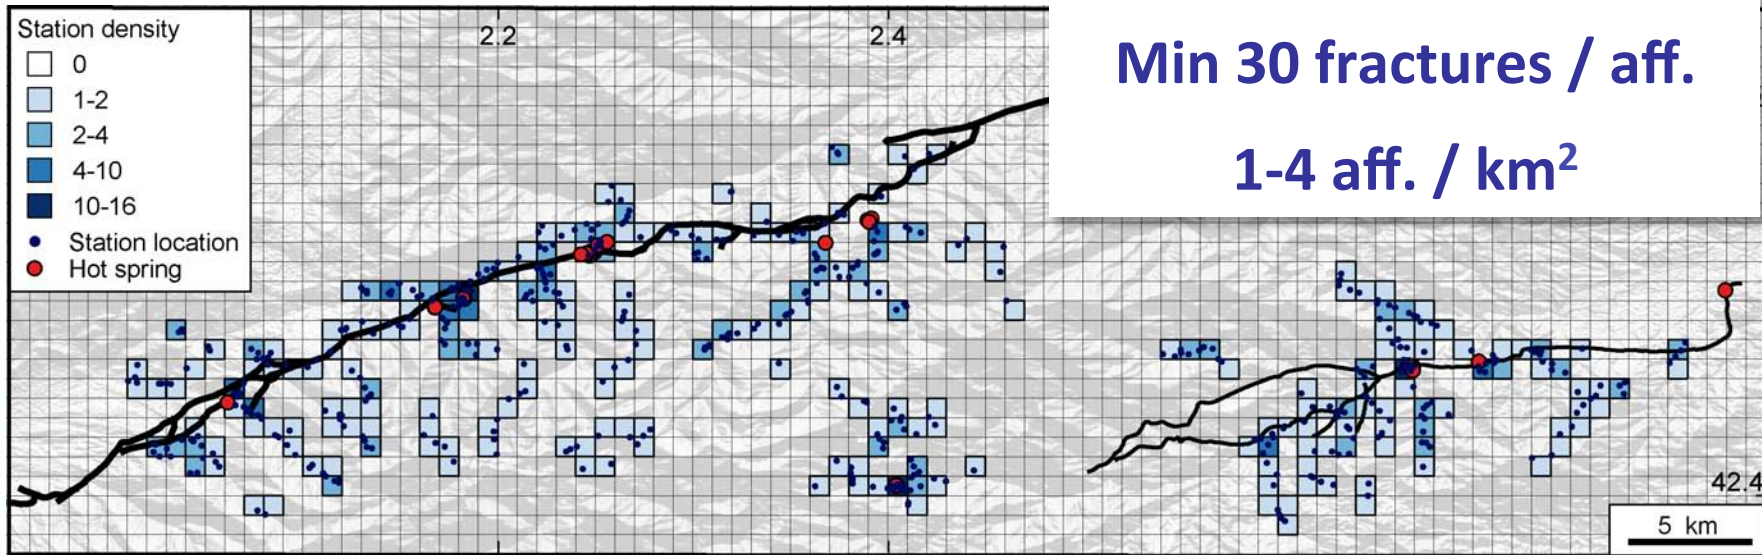 Station density
0
1-2
2-4
4-10
10-16
Station location
Hot spring
2.2
2.4
Min 30 fractures / aff.
1-4 aff. / km²
42.4
5 km